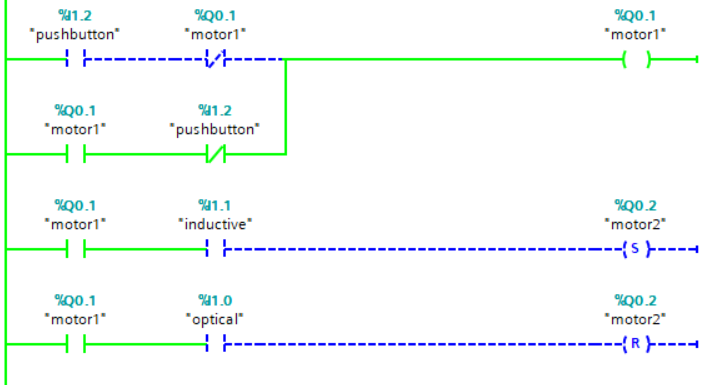 %I1.2 %Q0.1 %Q0.1
"pushbutton" "motor1" "motor1"
%Q0.1 %I1.2
"motor1" "pushbutton"
%Q0.1 %I1.1 %Q0.2
"motor1" "inductive" "motor2"
S
%Q0.1 %I1.0 %Q0.2
"motor1" "optical" "motor2"
R